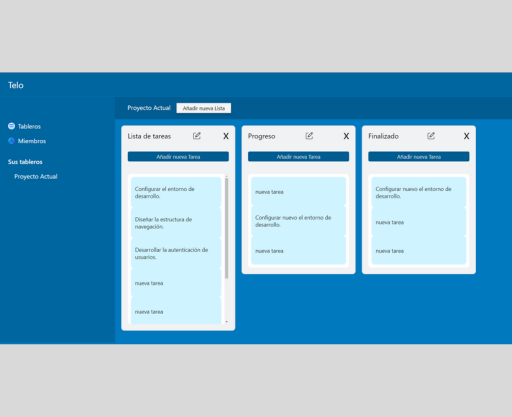 Telo
Proyecto Actual
Añadir nueva Lista
Tableros
Miembros
Sus tableros
Proyecto Actual
Lista de tareas
X
Añadir nueva Tarea
Configurar el entorno de
desarrollo.
Diseñar la estructura de
navegación.
Desarrollar la autenticación de
usuarios.
nueva tarea
nueva tarea
Progreso
X
Añadir nueva Tarea
nueva tarea
Configurar nuevo el entorno de
desarrollo.
nueva tarea
Finalizado
X
Añadir nueva Tarea
Configurar nuevo el entorno de
desarrollo.
nueva tarea
nueva tarea